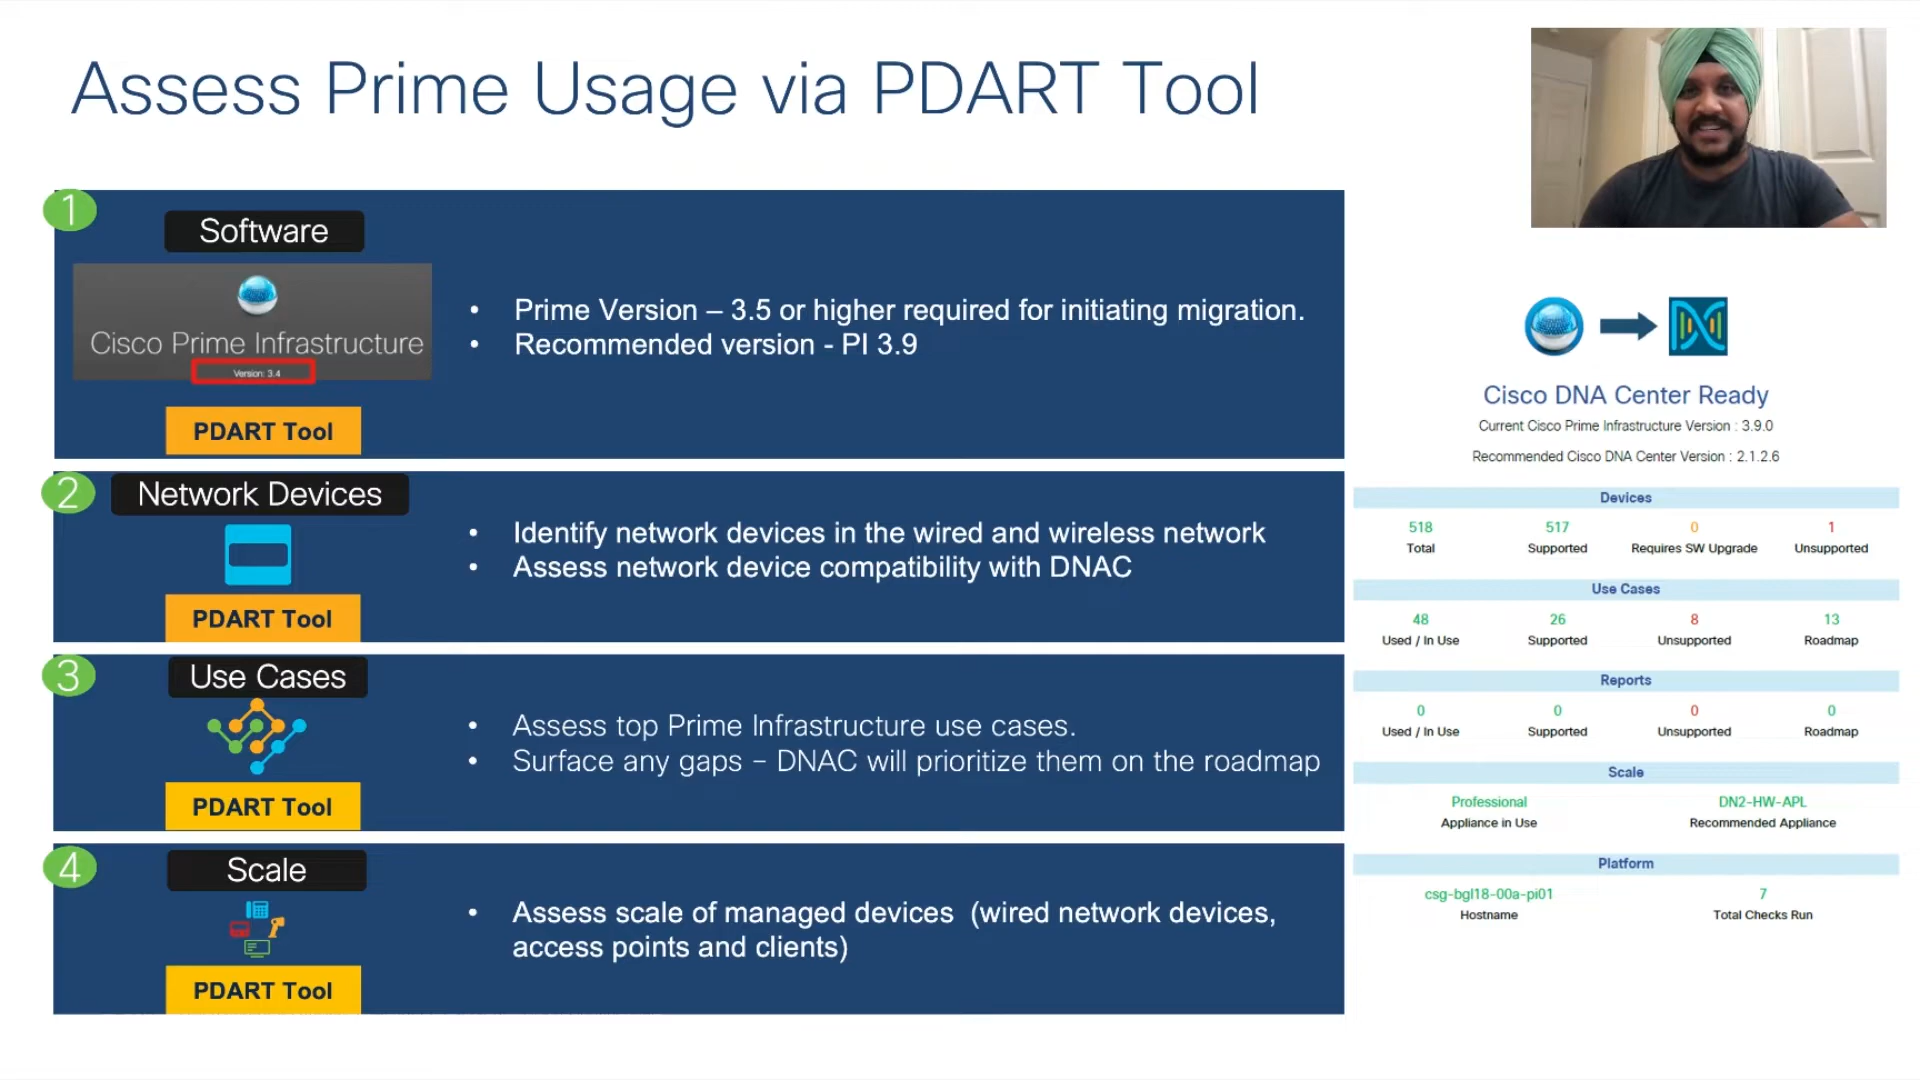 Assess Prime Usage via PDART Tool
1
Software
Cisco Prime Infrastructure
Version: 3.4
PDART Tool
• Prime Version – 3.5 or higher required for initiating migration.
• Recommended version - PI 3.9
2
Network Devices
PDART Tool
• Identify network devices in the wired and wireless network
• Assess network device compatibility with DNAC
3
Use Cases
PDART Tool
• Assess top Prime Infrastructure use cases.
• Surface any gaps – DNAC will prioritize them on the roadmap
4
Scale
PDART Tool
• Assess scale of managed devices (wired network devices,
access points and clients)
Cisco DNA Center Ready
Current Cisco Prime Infrastructure Version : 3.9.0
Recommended Cisco DNA Center Version : 2.1.2.6
Devices
518 517 0 1
Total Supported Requires SW Upgrade Unsupported
Use Cases
48 26 8 13
Used / In Use Supported Unsupported Roadmap
Reports
0 0 0 0
Used / In Use Supported Unsupported Roadmap
Scale
Professional DN2-HW-APL
Appliance in Use Recommended Appliance
Platform
csg-bgl18-00a-pi01 7
Hostname Total Checks Run